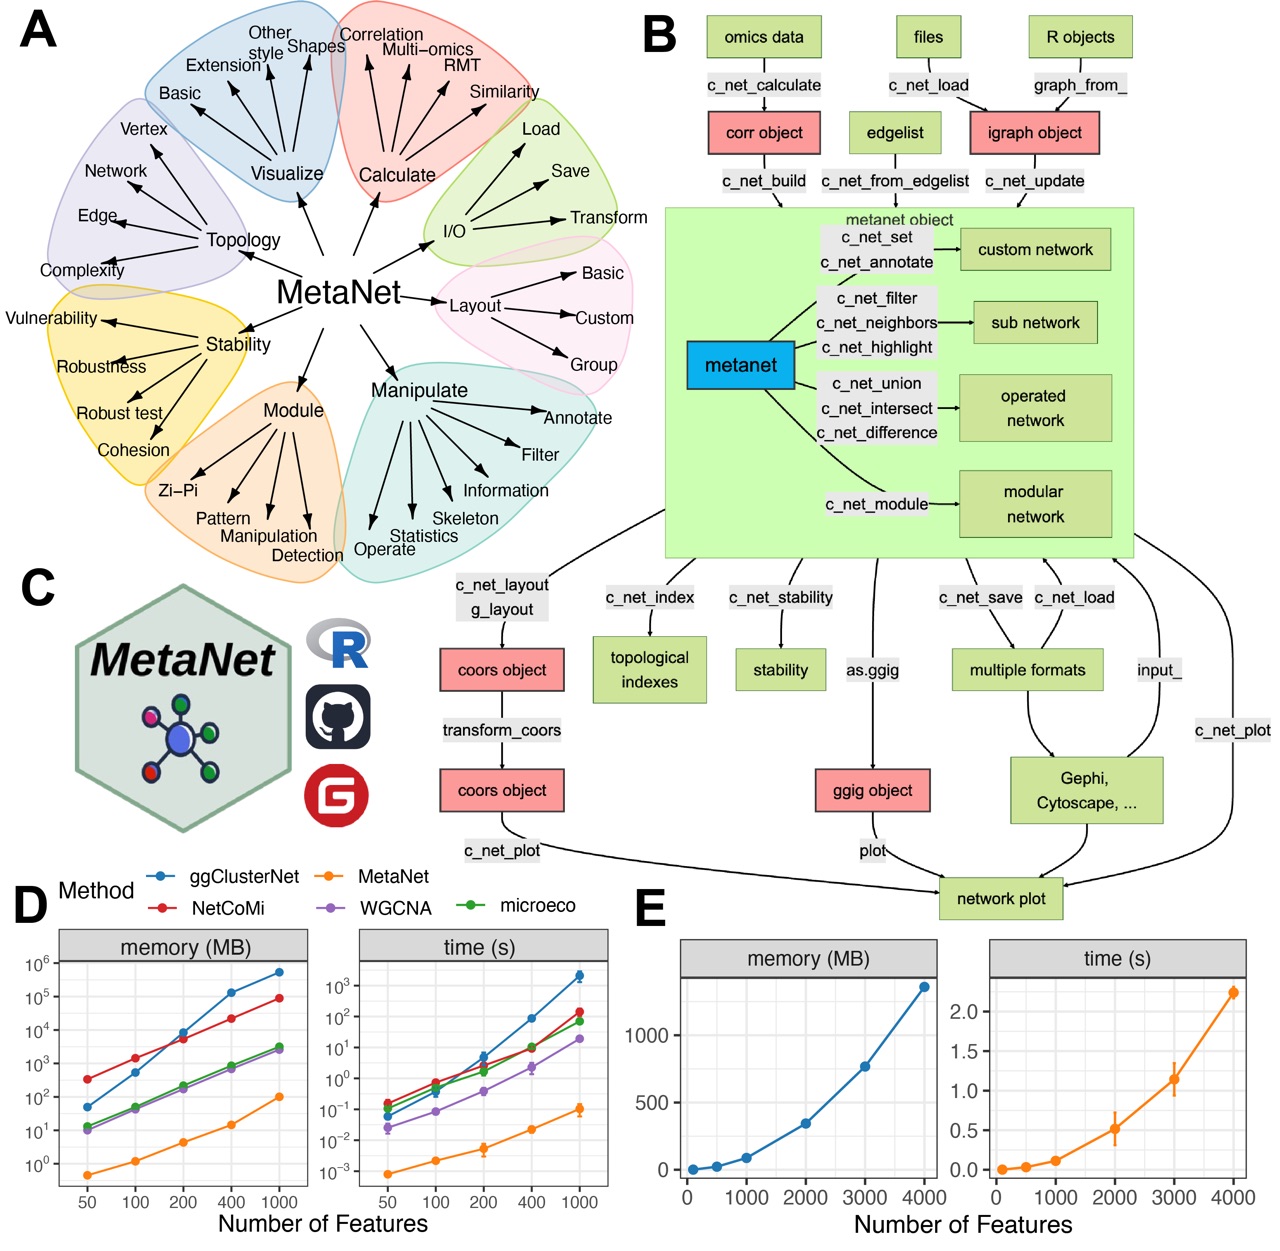 A
Other
style
Shapes
Extension
Basic
Visualize
Correlation
Multi−omics
RMT
Similarity
Calculate
Load
Save
Transform
I/O
Vertex
Network
Edge
Complexity
Topology
MetaNet
Layout
Basic
Custom
Group
Vulnerability
Robustness
Robust test
Cohesion
Stability
Module
Zi−Pi
Pattern
Manipulation
Detection
Manipulate
Annotate
Filter
Information
Skeleton
Statistics
Operate
B
omics data
files
R objects
c_net_calculate
c_net_load
graph_from_
corr object
edgelist
igraph object
c_net_build
c_net_from_edgelist
c_net_update
metanet object
c_net_set
c_net_annotate
custom network
c_net_filter
c_net_neighbors
c_net_highlight
sub network
metanet
c_net_union
c_net_intersect
c_net_difference
operated
network
c_net_module
modular
network
c_net_layout
g_layout
c_net_index
c_net_stability
c_net_save
c_net_load
coors object
topological
indexes
stability
as.ggig
multiple formats
input_
transform_coors
c_net_plot
coors object
ggig object
Gephi,
Cytoscape, ...
c_net_plot
plot
network plot
C
MetaNet
R
G
D
Method
ggClusterNet
MetaNet
NetCoMi
WGCNA
microeco
memory (MB)
10^6
10^5
10^4
10^3
10^2
10^1
10^0
50 100 200 400 1000
time (s)
10^3
10^2
10^1
10^0
10^−1
10^−2
10^−3
50 100 200 400 1000
Number of Features
E
memory (MB)
1000
500
0
0 1000 2000 3000 4000
time (s)
2.0
1.5
1.0
0.5
0.0
0 1000 2000 3000 4000
Number of Features